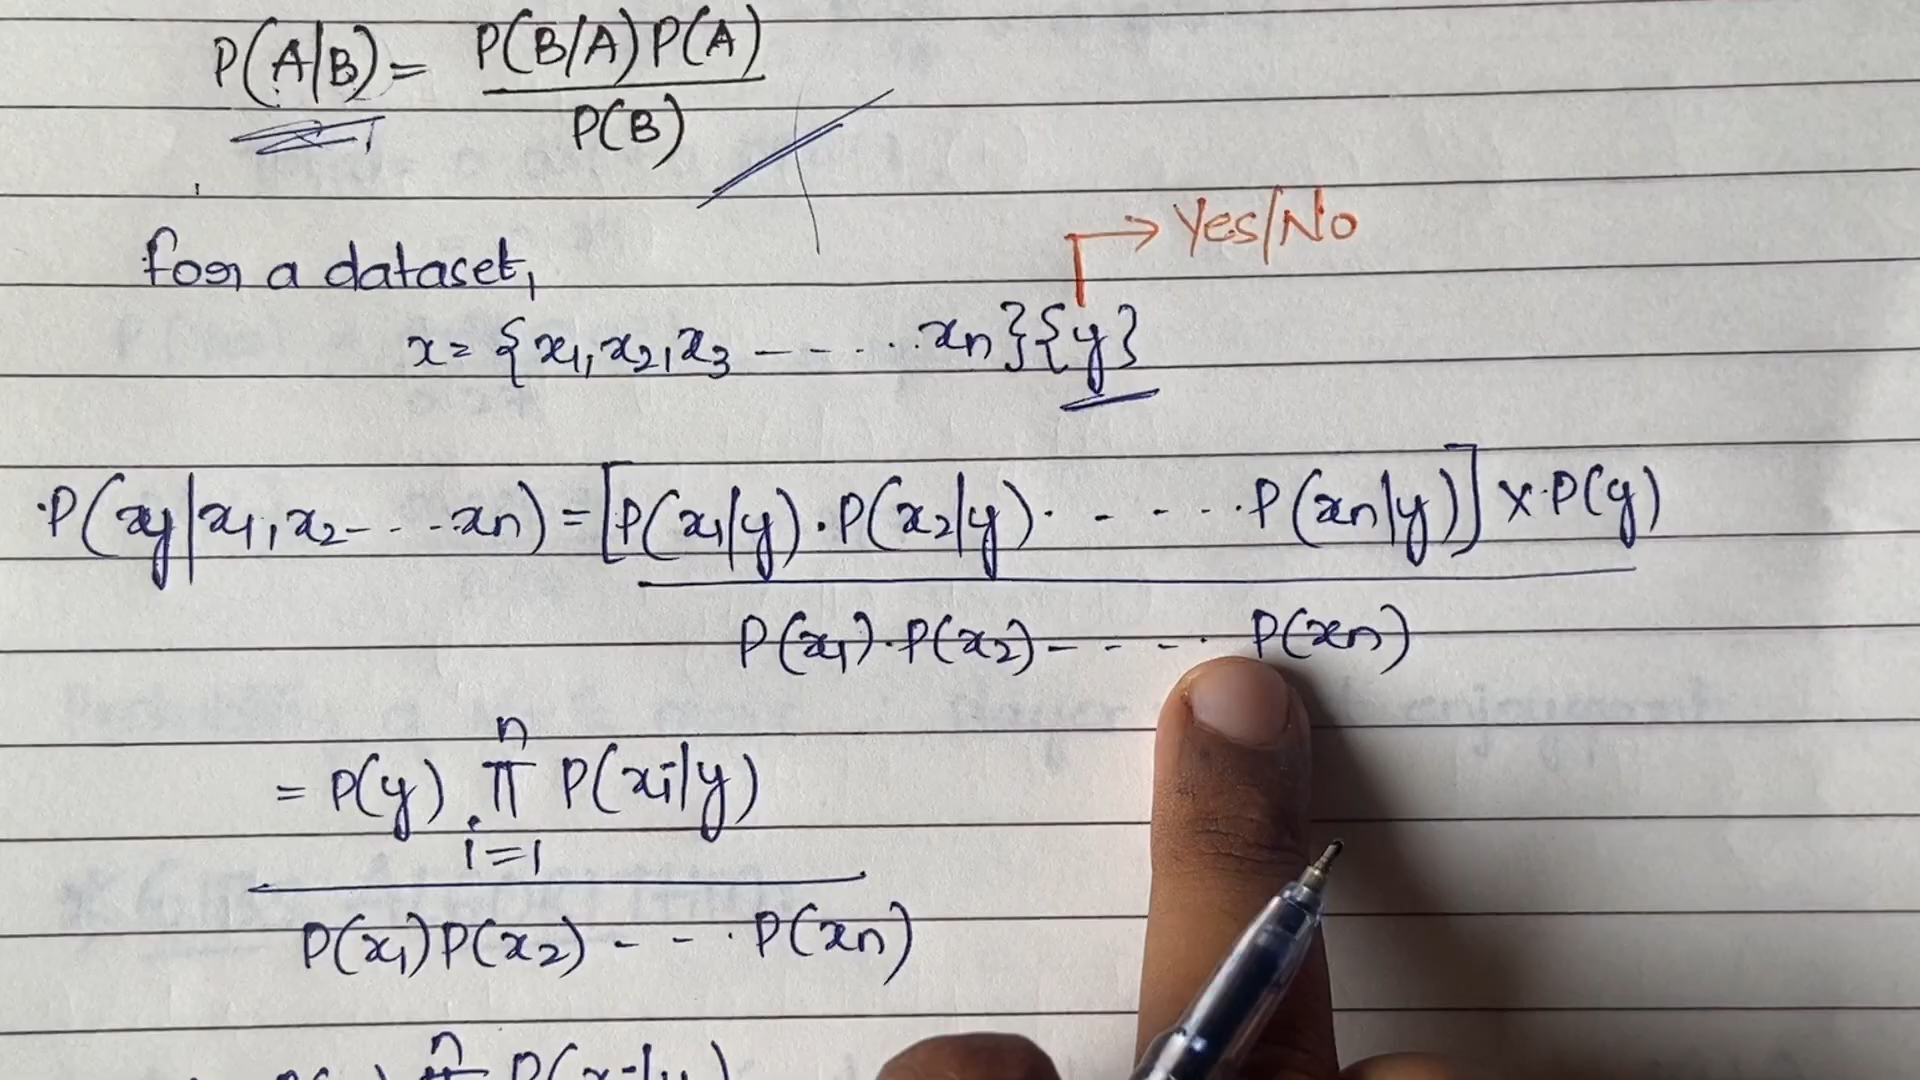 P(A|B) = P(B/A) P(A)
P(B)
Yes/No
for a dataset,
x = {x1, x2, x3 - - - . . . xn} {y}
P(xy | x1, x2 - - . . . xn) = [P(x1|y) . P(x2|y) . . - - . . . P(xn|y)] X . P(y)
P(x1) . P(x2) - - - - . . P(xn)
n
= P(y) . π P(xi|y)
i=1
P(x1) P(x2) - - - . P(xn)
n